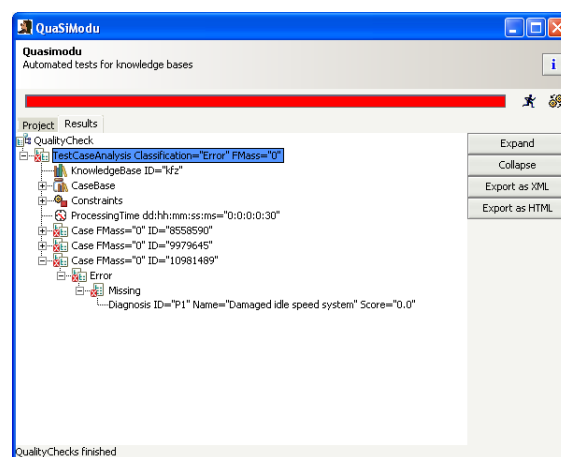 QuaSiModu
Quasimodu
Automated tests for knowledge bases
i
Project Results
QualityCheck
TestCaseAnalysis Classification="Error" FMass="0"
KnowledgeBase ID="kfz"
CaseBase
Constraints
ProcessingTime dd:hh:mm:ss:ms="0:0:0:0:30"
Case FMass="0" ID="8558590"
Case FMass="0" ID="9979645"
Case FMass="0" ID="10981489"
Error
Missing
Diagnosis ID="P1" Name="Damaged idle speed system" Score="0.0"
Expand
Collapse
Export as XML
Export as HTML
QualityChecks finished